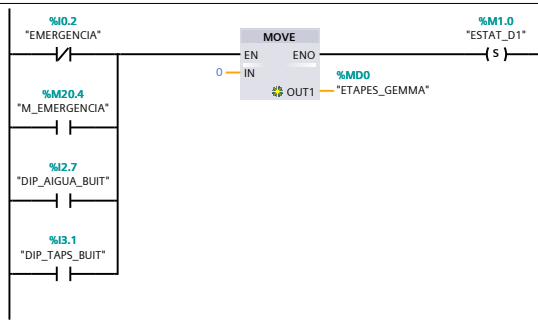 %I0.2
"EMERGENCIA"
%M1.0
"ESTAT_D1"
MOVE
EN
ENO
S
0
IN
%MD0
OUT1
"ETAPES_GEMMA"
%M20.4
"M_EMERGENCIA"
%I2.7
"DIP_AIGUA_BUIT"
%I3.1
"DIP_TAPS_BUIT"